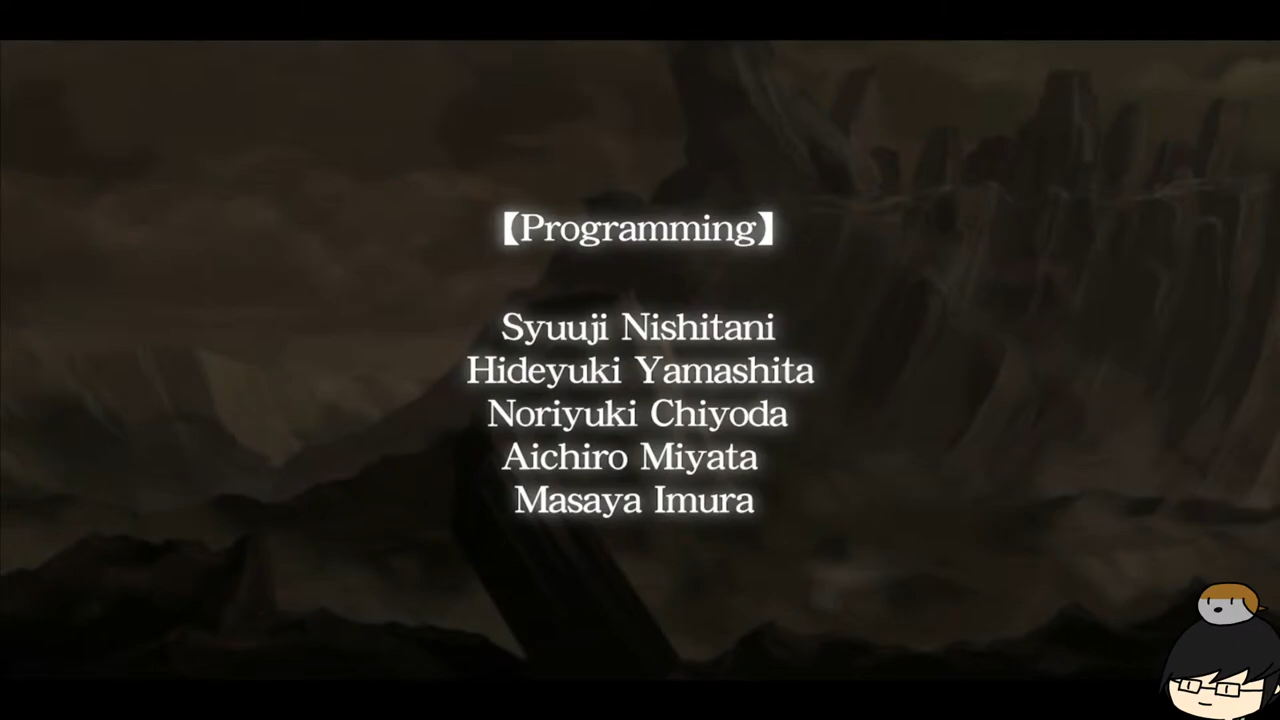 【Programming】
Syuuji Nishitani
Hideyuki Yamashita
Noriyuki Chiyoda
Aichiro Miyata
Masaya Imura